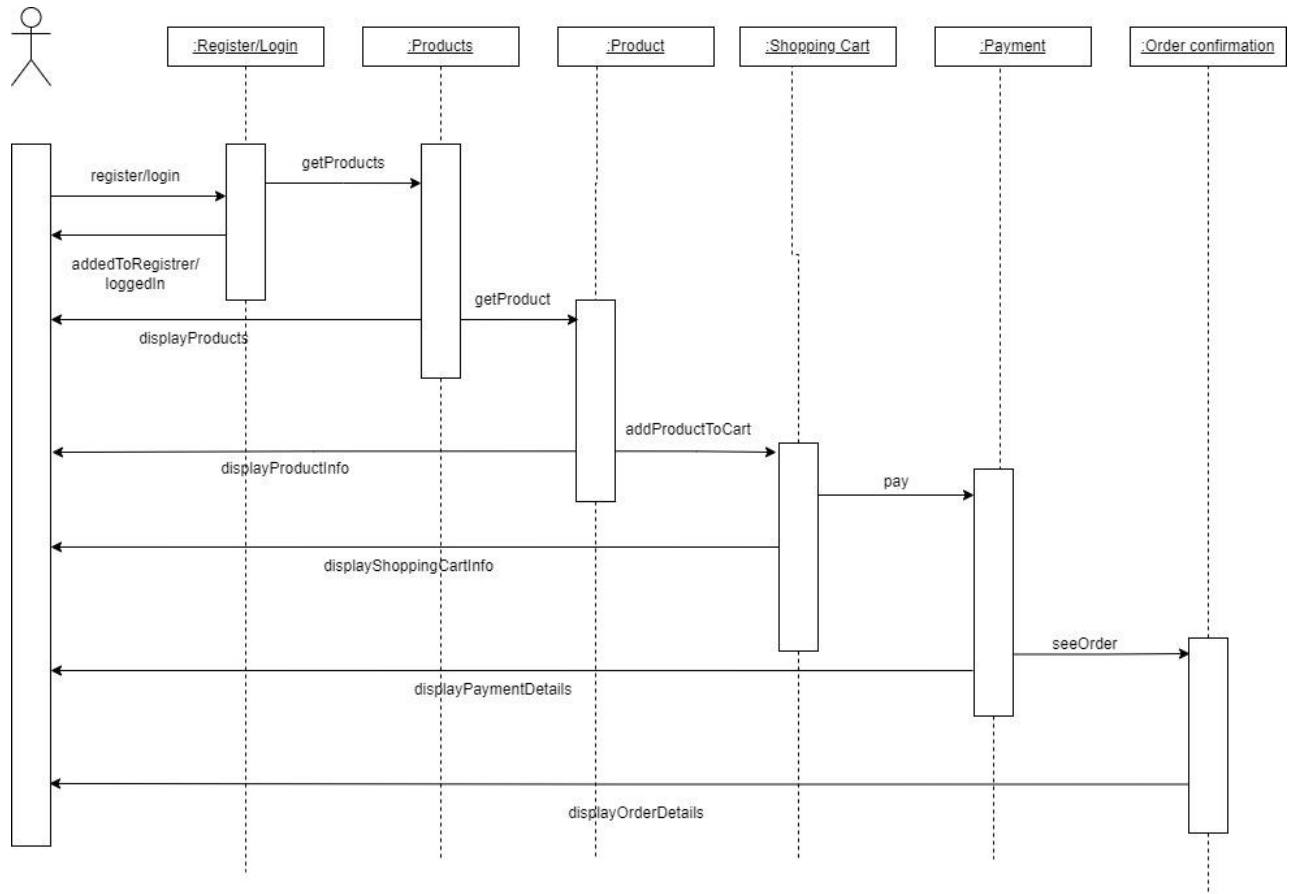 :Register/Login
:Products
:Product
:Shopping Cart
:Payment
:Order confirmation
getProducts
register/login
addedToRegistrer/
loggedIn
getProduct
displayProducts
addProductToCart
displayProductInfo
pay
displayShoppingCartInfo
seeOrder
displayPaymentDetails
displayOrderDetails